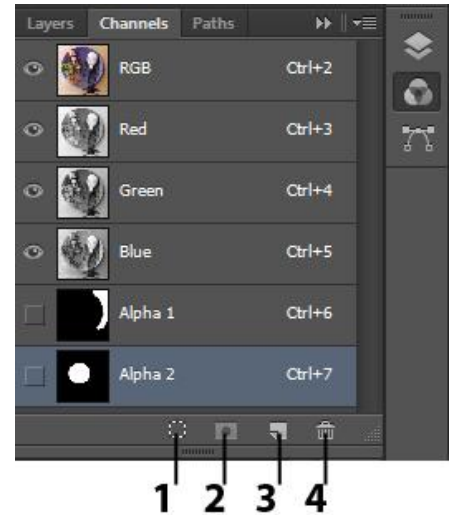 Layers Channels Paths
RGB Ctrl+2
Red Ctrl+3
Green Ctrl+4
Blue Ctrl+5
Alpha 1 Ctrl+6
Alpha 2 Ctrl+7
1 2 3 4